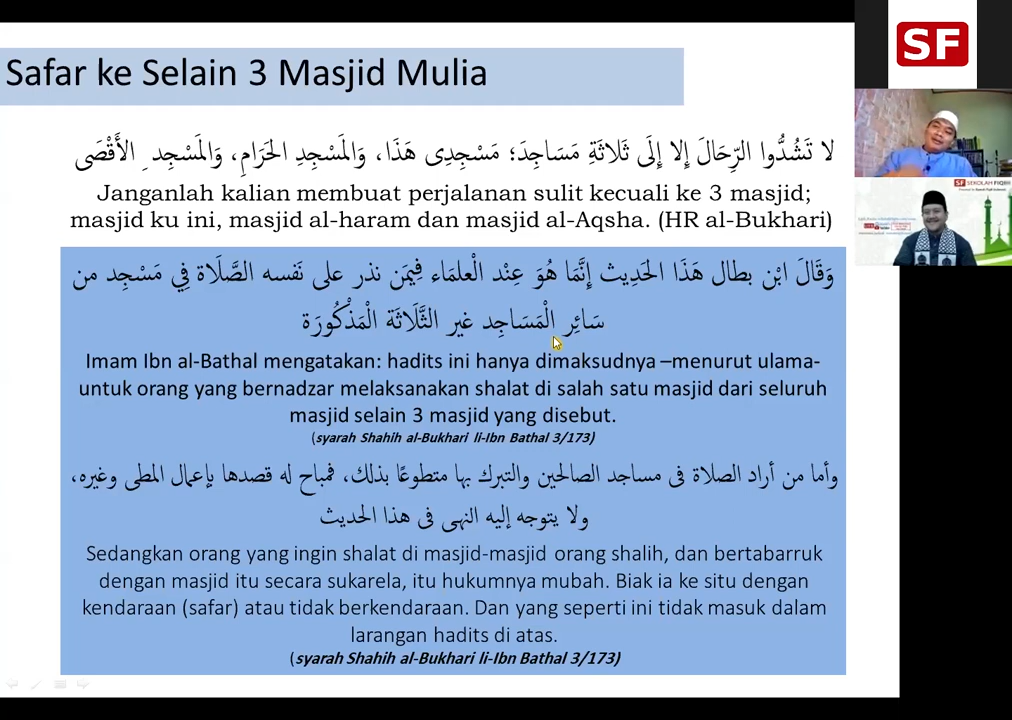 Safar ke Selain 3 Masjid Mulia
لا تَشُدُّوا الرِّحَالَ إِلا إِلَى ثَلاثَةِ مَسَاجِدَ؛ مَسْجِدِى هَذَا، وَالمَسْجِدِ الحَرَامِ، وَالمَسْجِد ِ الأَقْصَى
Janganlah kalian membuat perjalanan sulit kecuali ke 3 masjid;
masjid ku ini, masjid al-haram dan masjid al-Aqsha. (HR al-Bukhari)
وَقَالَ ابْن بطال هَذَا الحَدِيث إِنَّمَا هُوَ عِنْد الْعلمَاء فِيمَن نذر على نَفسه الصَّلَاة فِي مَسْجِد من
سَائِر الْمَسَاجِد غير الثَّلَاثَة الْمَذْكُورَة
Imam Ibn al-Bathal mengatakan: hadits ini hanya dimaksudnya –menurut ulama-
untuk orang yang bernadzar melaksanakan shalat di salah satu masjid dari seluruh
masjid selain 3 masjid yang disebut.
(syarah Shahih al-Bukhari li-Ibn Bathal 3/173)
وأما من أراد الصلاة فى مساجد الصالحين والتبرك بها متطوعًا بذلك، فمباح له قصدها بإعمال المطى وغيره،
ولا يتوجه إليه النهى فى هذا الحديث
Sedangkan orang yang ingin shalat di masjid-masjid orang shalih, dan bertabarruk
dengan masjid itu secara sukarela, itu hukumnya mubah. Biak ia ke situ dengan
kendaraan (safar) atau tidak berkendaraan. Dan yang seperti ini tidak masuk dalam
larangan hadits di atas.
(syarah Shahih al-Bukhari li-Ibn Bathal 3/173)
SF
SF SEKOLAH FIQIH